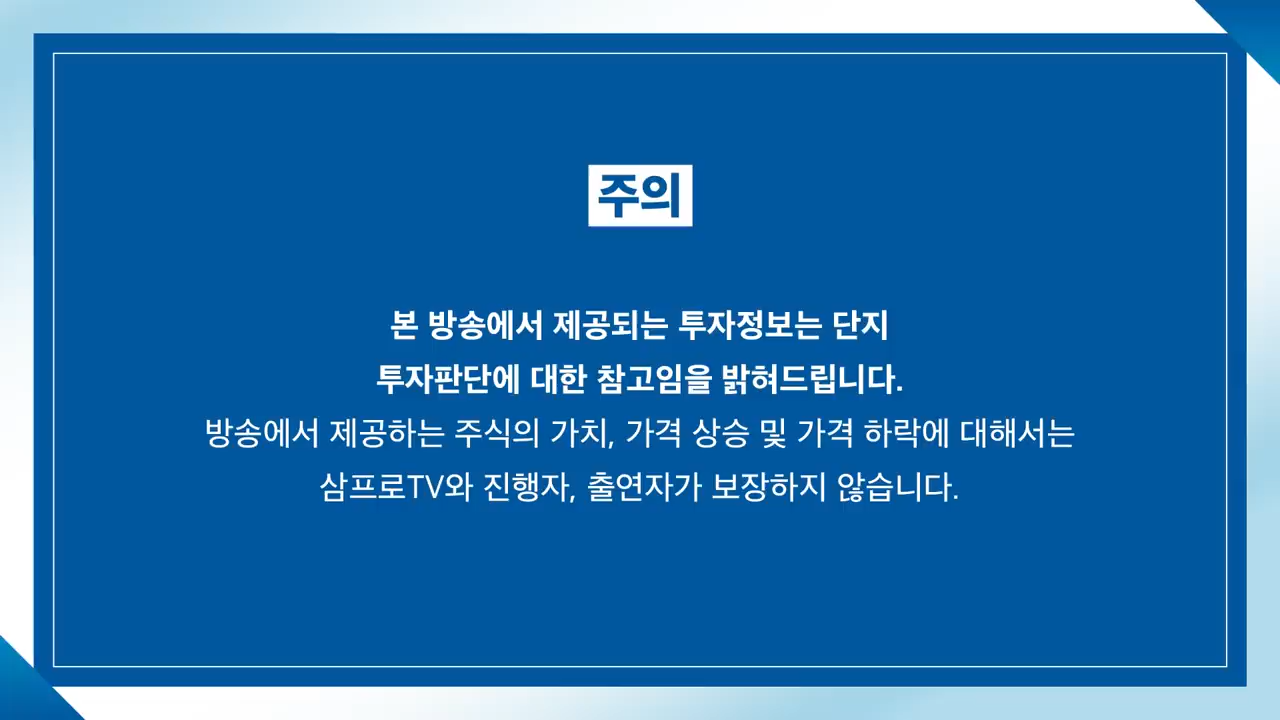 주의
본 방송에서 제공되는 투자정보는 단지
투자판단에 대한 참고임을 밝혀드립니다.
방송에서 제공하는 주식의 가치, 가격 상승 및 가격 하락에 대해서는
삼프로TV와 진행자, 출연자가 보장하지 않습니다.